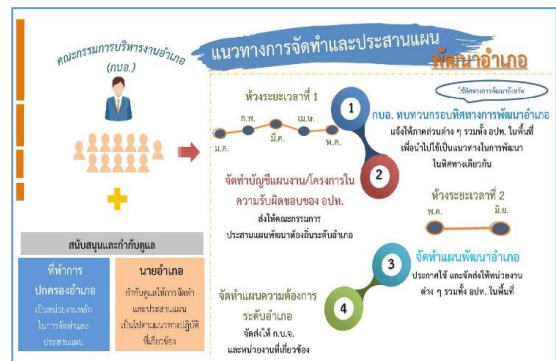 คณะกรรมการบริหารงานอำเภอ
(กบอ.)
แนวทางการจัดทำและประสานแผน
พัฒนาอำเภอ
ห้วงระยะเวลาที่ 1
ม.ค.
ก.พ.
มี.ค.
เม.ษ.
พ.ค.
1
กบอ. ทบทวนกรอบทิศทางการพัฒนาอำเภอ
แจ้งให้ภาคส่วนต่าง ๆ รวมทั้ง อปท. ในพื้นที่
เพื่อนำไปใช้เป็นแนวทางในการพัฒนา
ในทิศทางเดียวกัน
2
จัดทำบัญชีแผนงาน/โครงการใน
ความรับผิดชอบของ อปท.
ส่งให้คณะกรรมการ
ประสานแผนพัฒนาท้องถิ่นระดับอำเภอ
ห้วงระยะเวลาที่ 2
พ.ค.
มิ.ย.
3
จัดทำแผนพัฒนาอำเภอ
ประกาศใช้ และจัดส่งให้หน่วยงาน
ต่าง ๆ รวมทั้ง อปท. ในพื้นที่
4
จัดทำแผนความต้องการ
ระดับอำเภอ
จัดส่งให้ ก.บ.จ.
และหน่วยงานที่เกี่ยวข้อง
สนับสนุนและกำกับดูแล
ที่ทำการ
ปกครองอำเภอ
เป็นหน่วยงานหลัก
ในการจัดทำและ
ประสานแผน
นายอำเภอ
กำกับดูแลให้การจัดทำ
และประสานแผน
เป็นไปตามแนวทางปฏิบัติ
ที่เกี่ยวข้อง